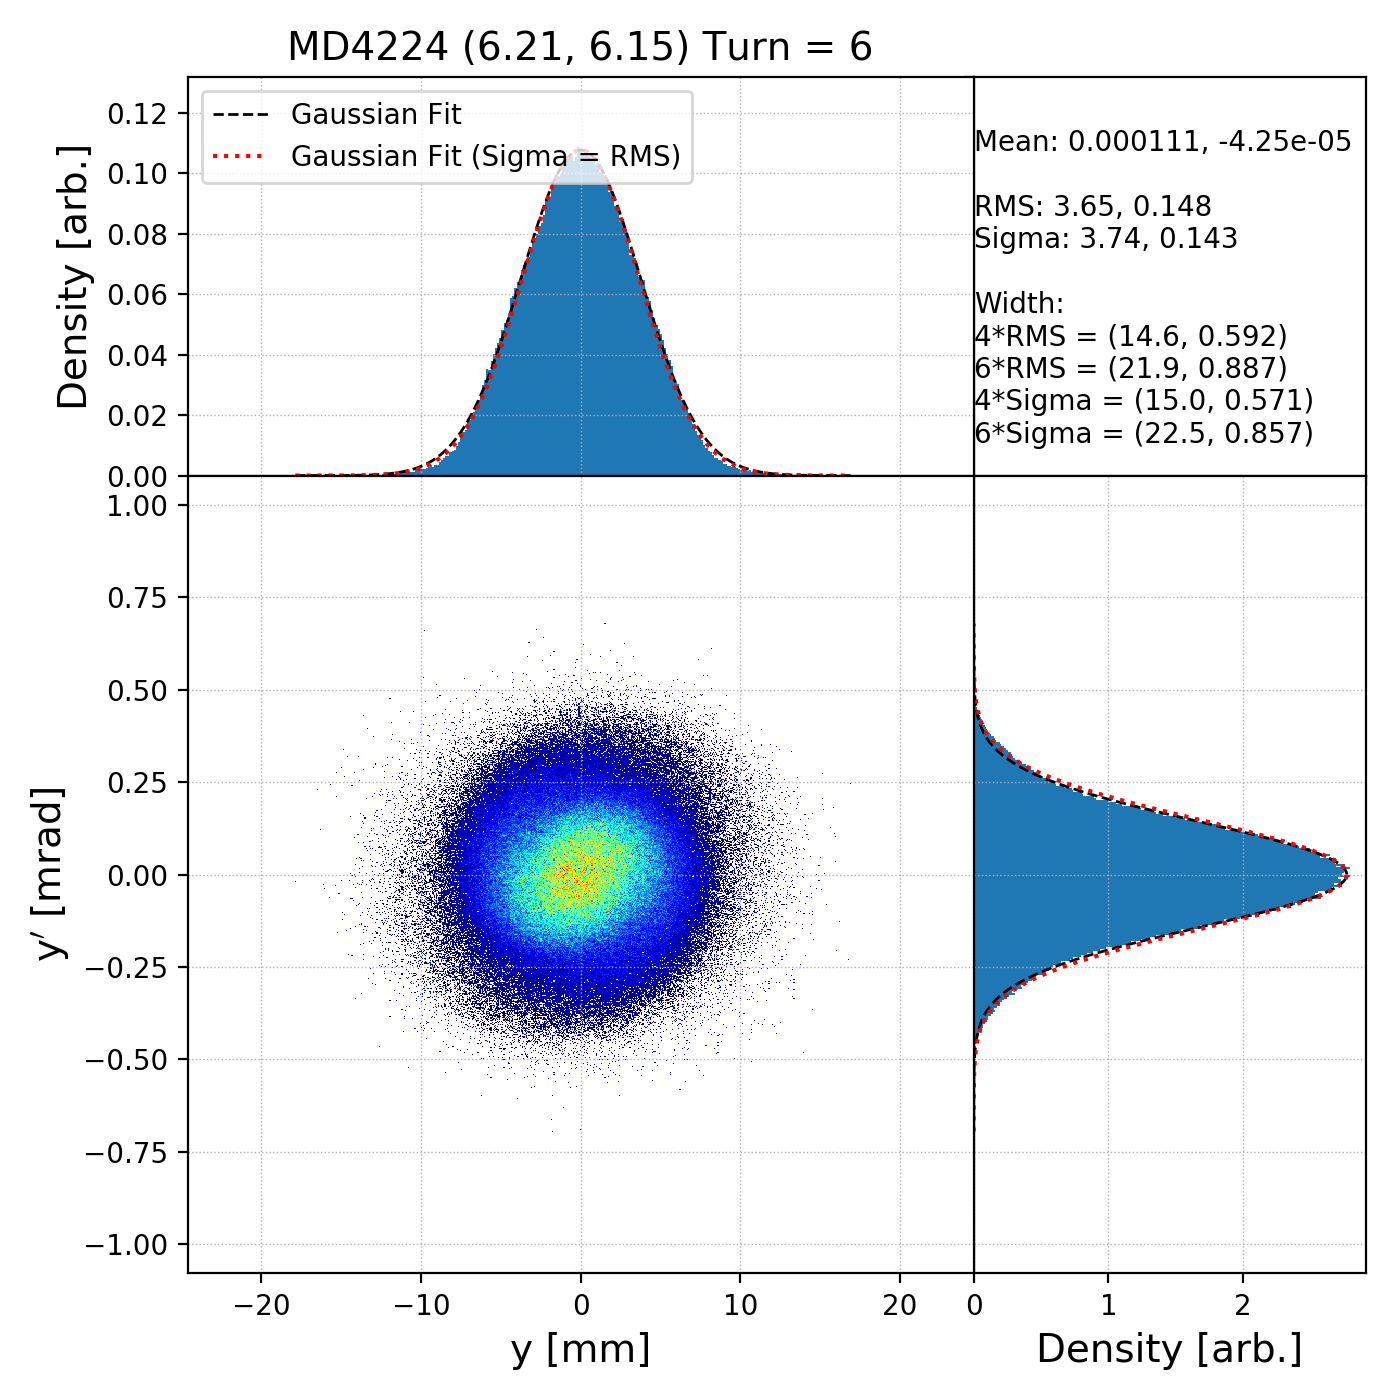 MD4224 (6.21, 6.15) Turn = 6
Gaussian Fit
Gaussian Fit (Sigma = RMS)
Density [arb.]
0.12
0.10
0.08
0.06
0.04
0.02
0.00
Mean: 0.000111, -4.25e-05
RMS: 3.65, 0.148
Sigma: 3.74, 0.143
Width:
4*RMS = (14.6, 0.592)
6*RMS = (21.9, 0.887)
4*Sigma = (15.0, 0.571)
6*Sigma = (22.5, 0.857)
y′ [mrad]
1.00
0.75
0.50
0.25
0.00
−0.25
−0.50
−0.75
−1.00
−20 −10 0 10 20
y [mm]
0 1 2
Density [arb.]